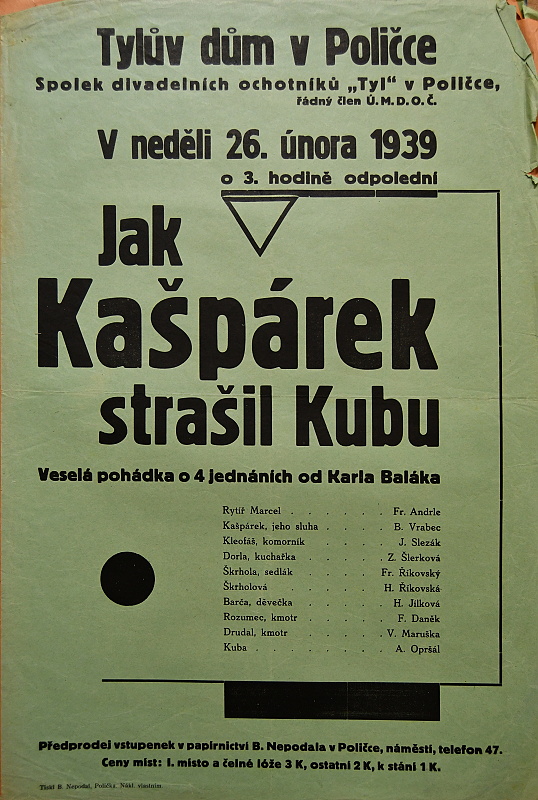 Tylův dům v Poličce
Spolek divadelních ochotníků „Tyl“ v Poličce,
řádný člen Ú.M.D.O.Č.
V neděli 26. února 1939
o 3. hodině odpolední
Jak
Kašpárek
strašil Kubu
Veselá pohádka o 4 jednáních od Karla Baláka
Rytíř Marcel . . . . . . Fr. Andrle
Kašpárek, jeho sluha . . . . B. Vrabec
Kleofáš, komorník . . . . J. Slezák
Dorla, kuchařka . . . . . Z. Šlerková
Škrhola, sedlák . . . . Fr. Říkovský
Škrholová . . . . . H. Říkovská
Barča, děvečka . . . . . H. Jílková
Rozumec, kmotr . . . . . F. Daněk
Drudal, kmotr . . . . . V. Maruška
Kuba . . . . . . . . A. Opršál
Předprodej vstupenek v papírnictví B. Nepodala v Poličce, náměstí, telefon 47.
Ceny míst: I. místo a čelné lóže 3 K, ostatní 2 K, k stání 1 K.
Tiskl B. Nepodal, Polička. Nákl. vlastním.